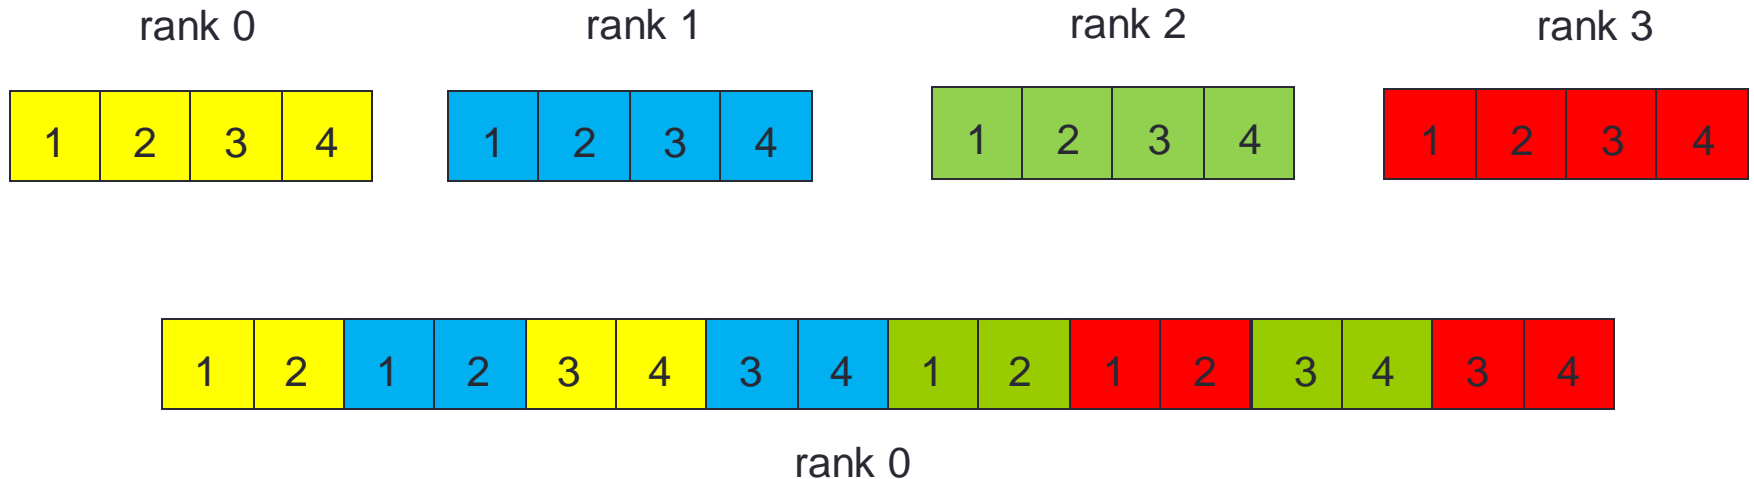 rank 0 rank 1 rank 2 rank 3
1 2 3 4 1 2 3 4 1 2 3 4 1 2 3 4
1 2 1 2 3 4 3 4 1 2 1 2 3 4 3 4
rank 0